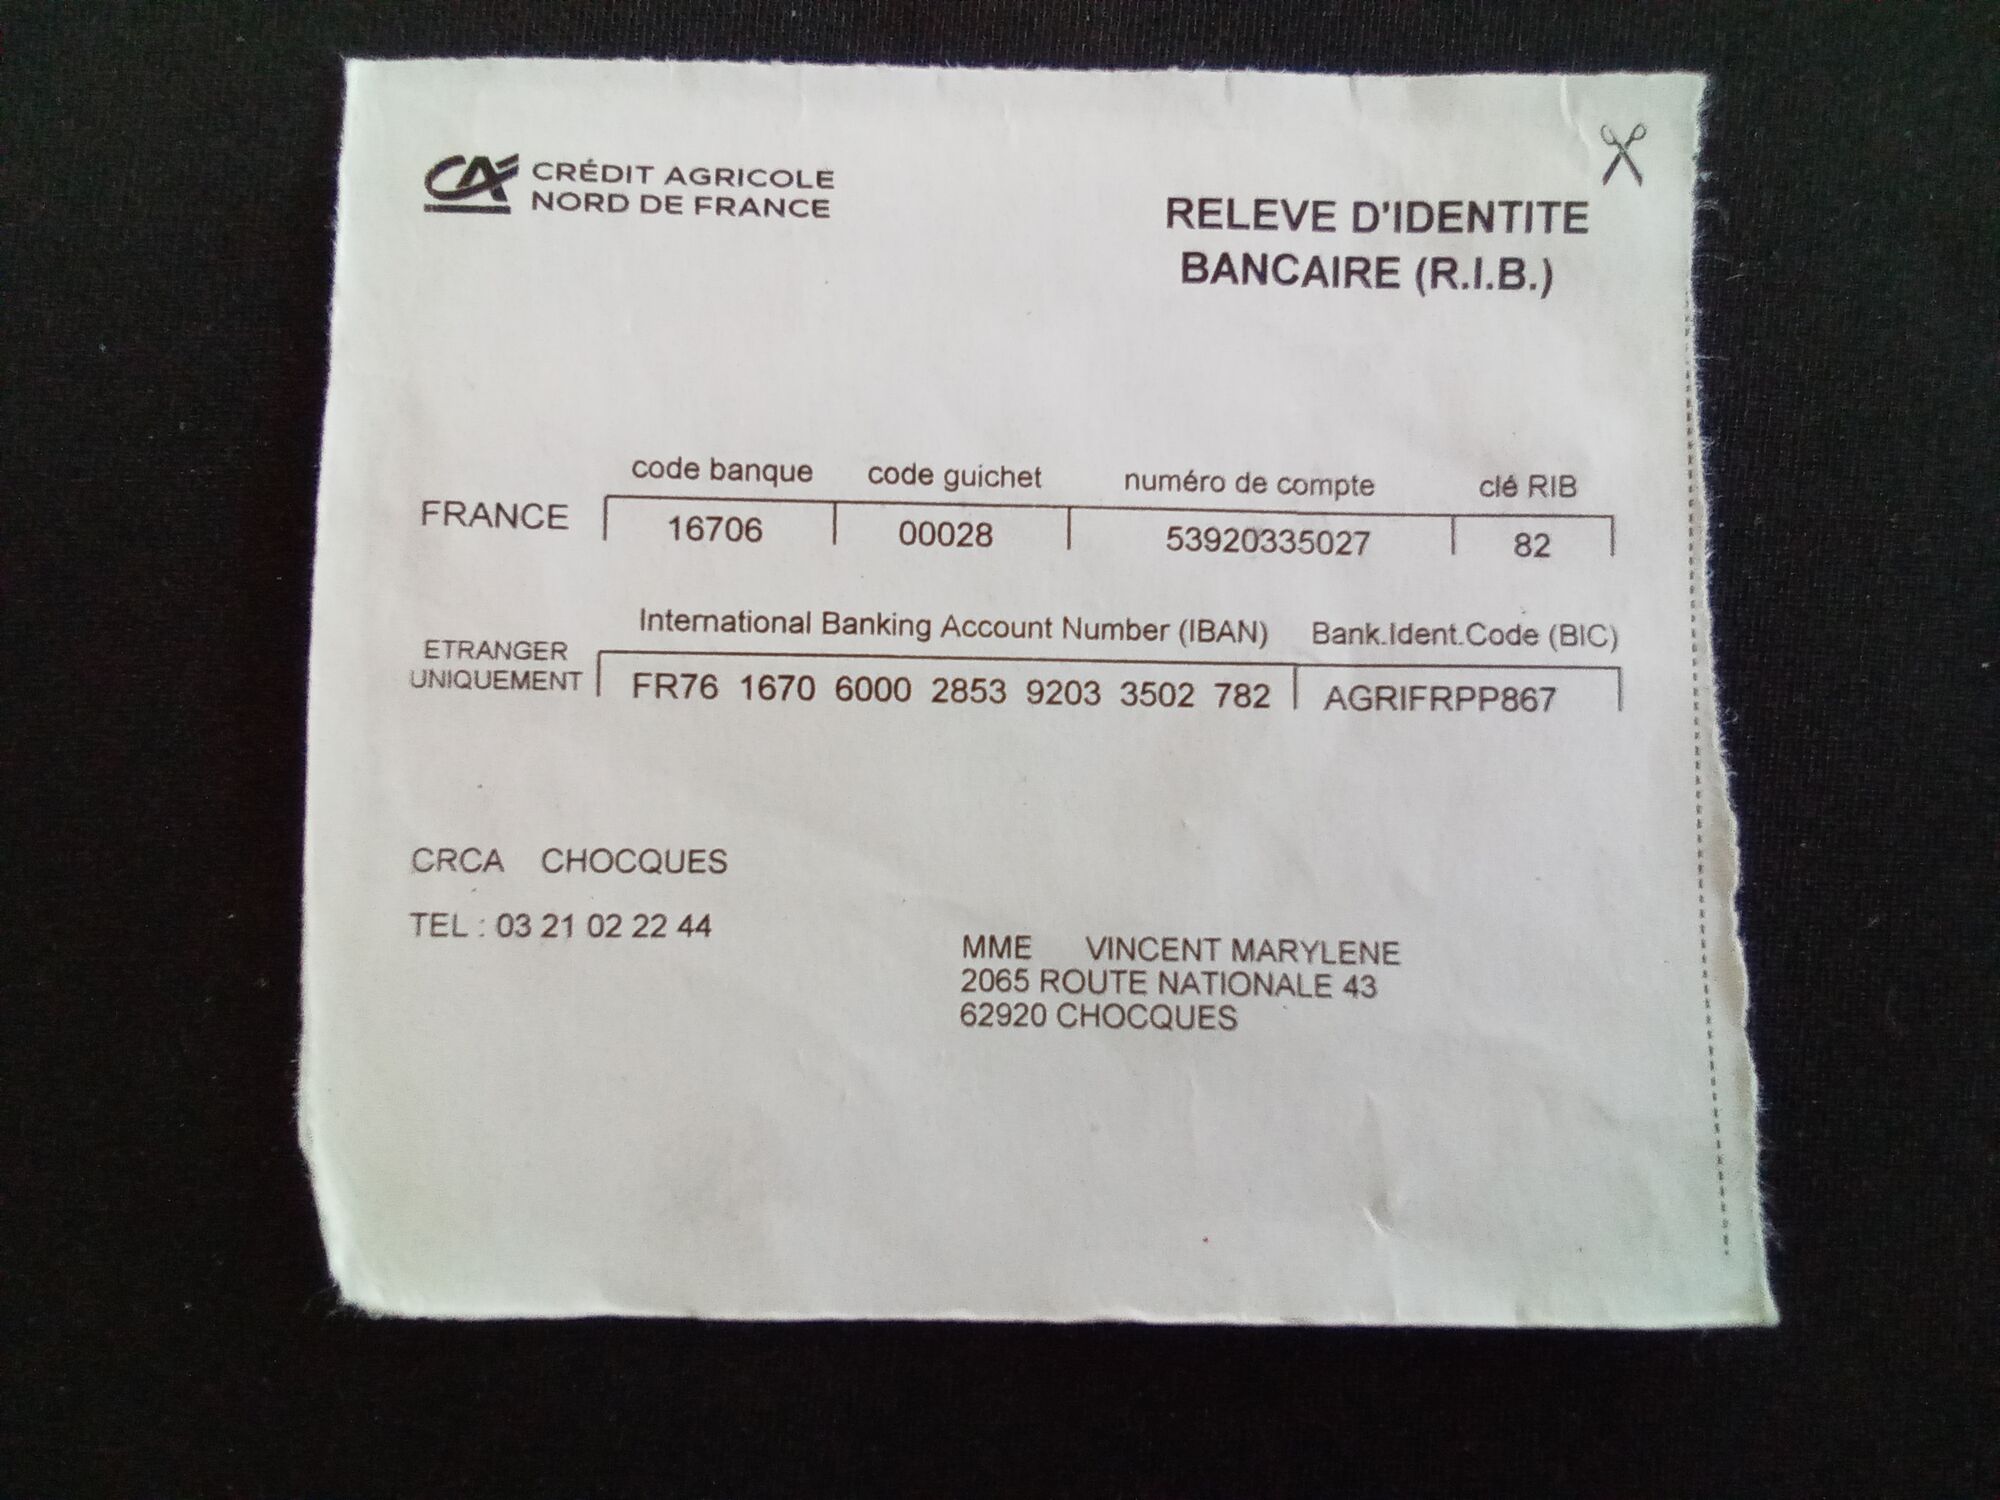 CRÉDIT AGRICOLE
NORD DE FRANCE
RELEVE D'IDENTITE
BANCAIRE (R.I.B.)
code banque code guichet numéro de compte clé RIB
FRANCE 16706 00028 53920335027 82
International Banking Account Number (IBAN) Bank.Ident.Code (BIC)
ETRANGER
UNIQUEMENT FR76 1670 6000 2853 9203 3502 782 AGRIFRPP867
CRCA CHOCQUES
TEL : 03 21 02 22 44
MME VINCENT MARYLENE
2065 ROUTE NATIONALE 43
62920 CHOCQUES